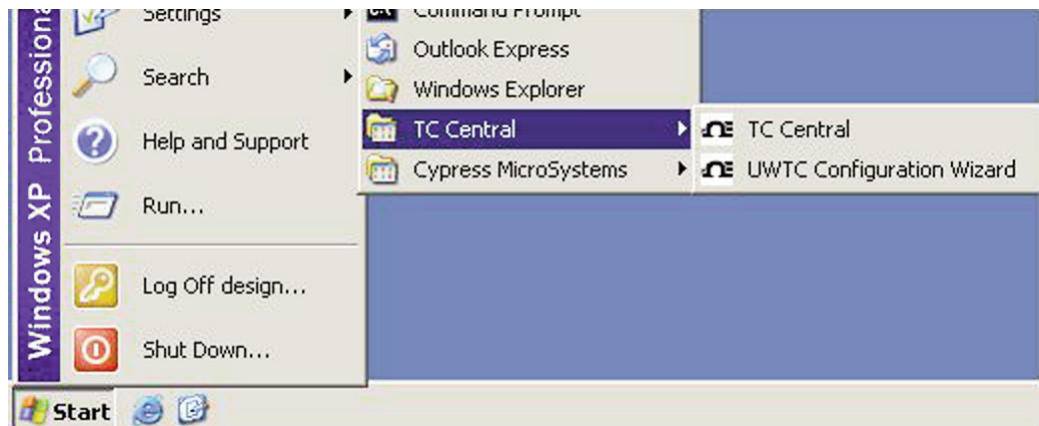 Windows XP Professiona
Settings
Search
Help and Support
Run...
Log Off design...
Shut Down...
Command Prompt
Outlook Express
Windows Explorer
TC Central
Cypress MicroSystems
TC Central
UWTC Configuration Wizard
Start